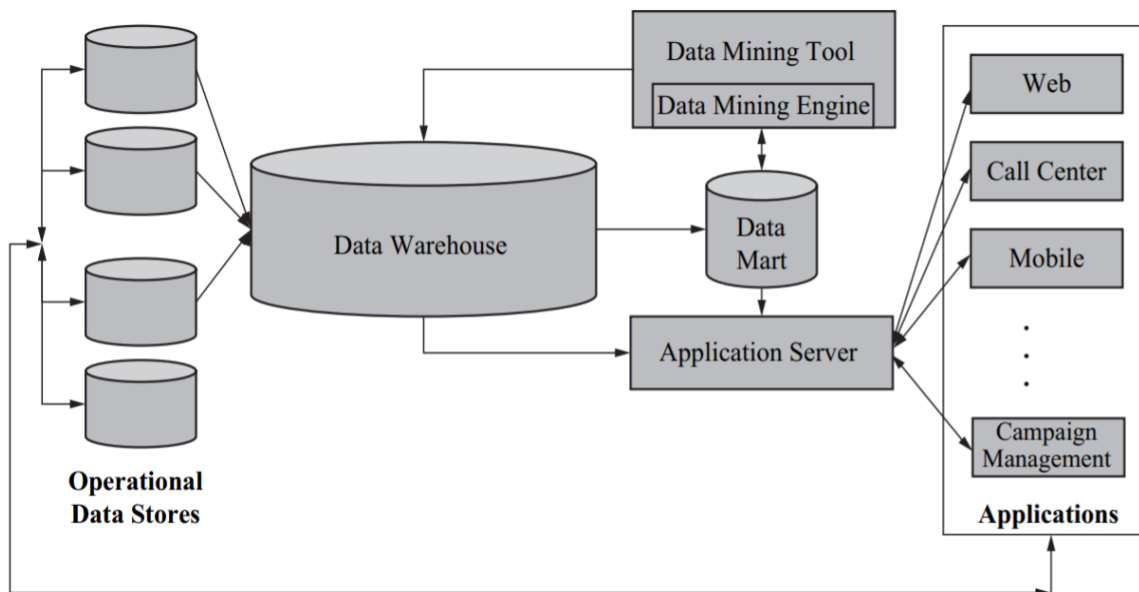 Data Mining Tool
Data Mining Engine
Data Warehouse
Data
Mart
Application Server
Web
Call Center
Mobile
Campaign
Management
Operational
Data Stores
Applications